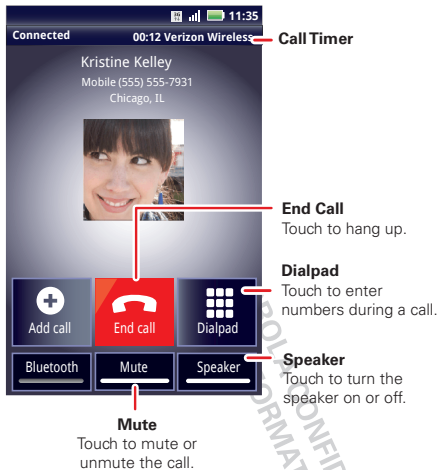 3G
11:35
Connected 00:12 Verizon Wireless
Call Timer
Kristine Kelley
Mobile (555) 555-7931
Chicago, IL
End Call
Touch to hang up.
Dialpad
Touch to enter
numbers during a call.
Add call
End call
Dialpad
Speaker
Touch to turn the
speaker on or off.
Bluetooth
Mute
Speaker
Mute
Touch to mute or
unmute the call.